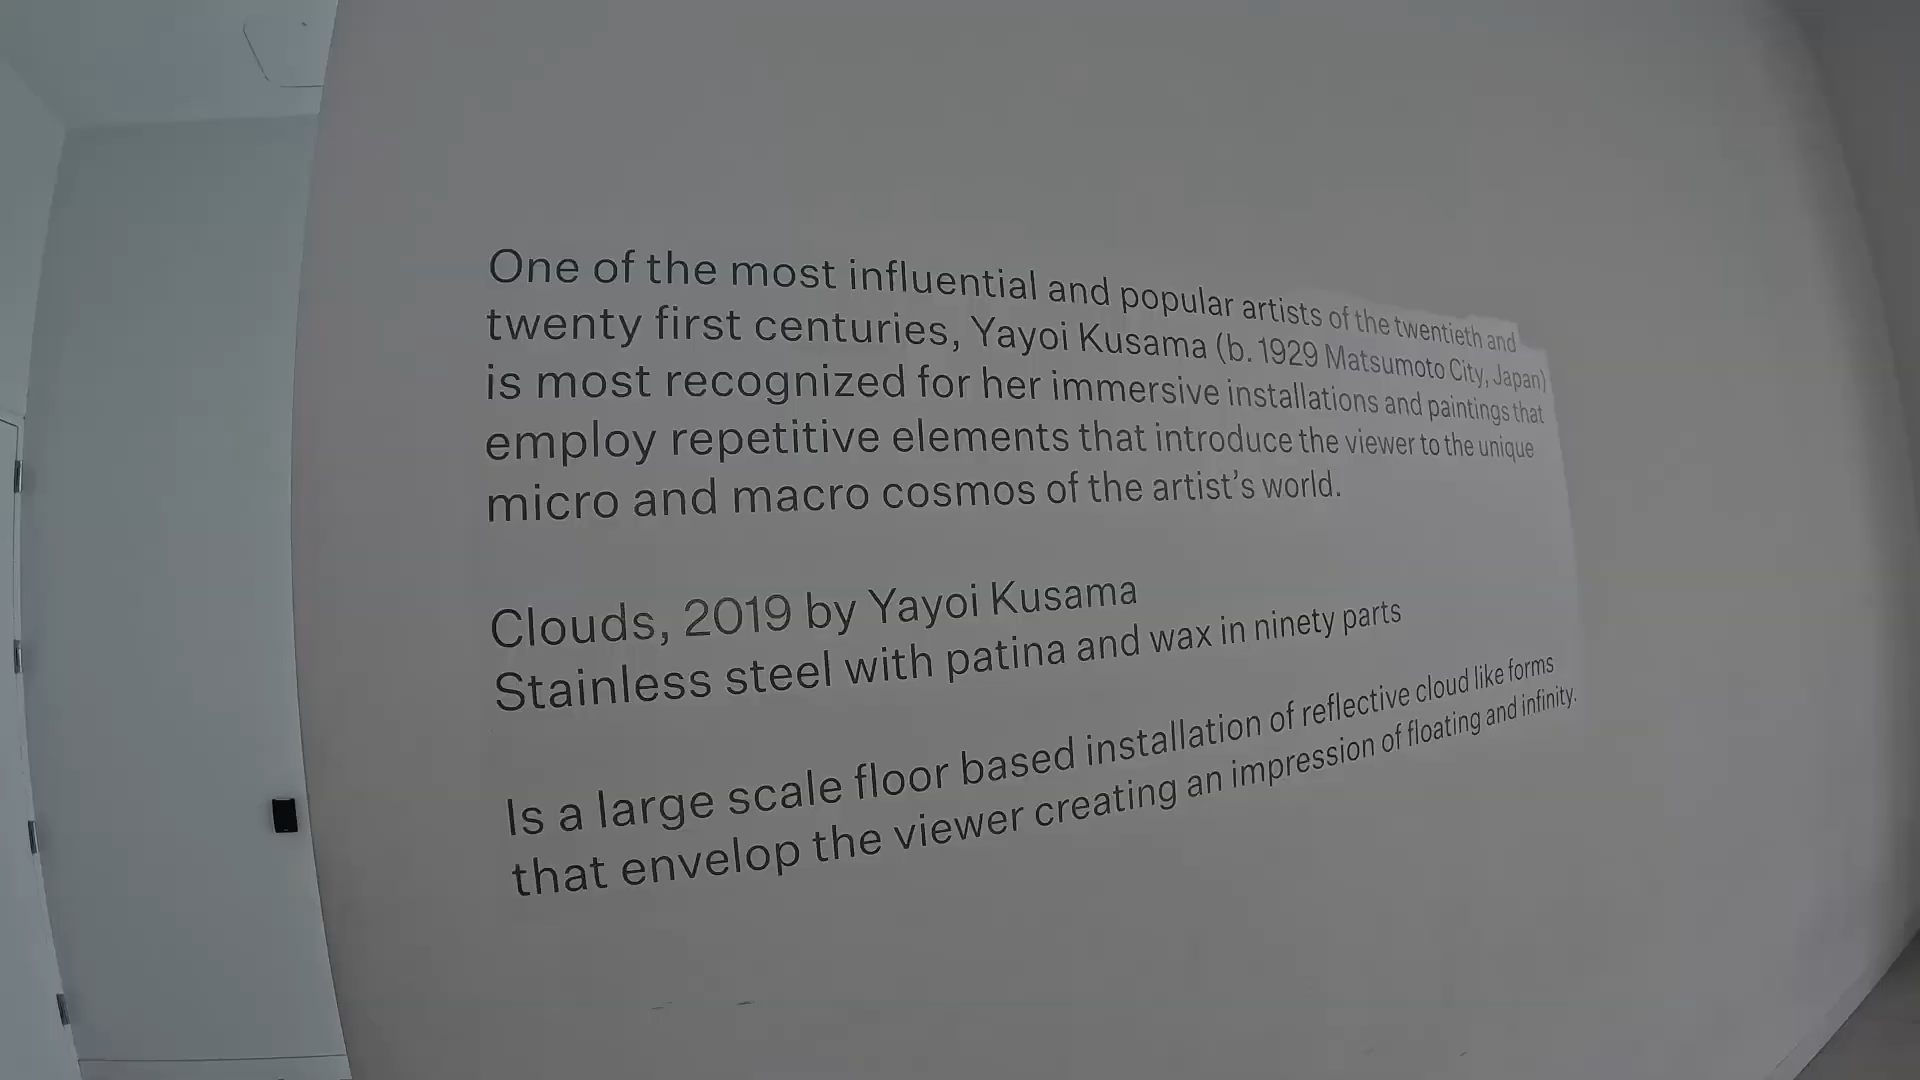 One of the most influential and popular artists of the twentieth and
twenty first centuries, Yayoi Kusama (b. 1929 Matsumoto City, Japan)
is most recognized for her immersive installations and paintings that
employ repetitive elements that introduce the viewer to the unique
micro and macro cosmos of the artist’s world.
Clouds, 2019 by Yayoi Kusama
Stainless steel with patina and wax in ninety parts
Is a large scale floor based installation of reflective cloud like forms
that envelop the viewer creating an impression of floating and infinity.